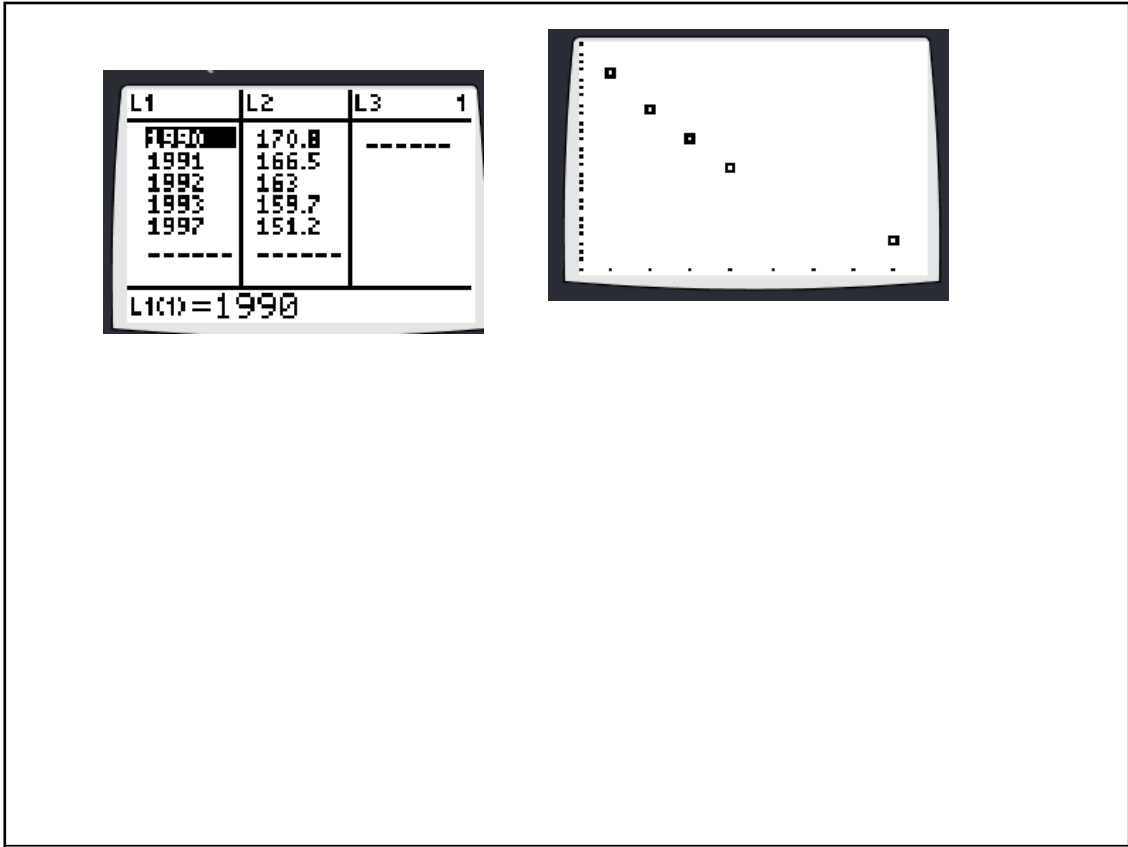 L1 L2 L3 1
1990 170.8 ------
1991 166.5
1992 163
1993 159.7
1997 151.2
------ ------
L1(1)=1990